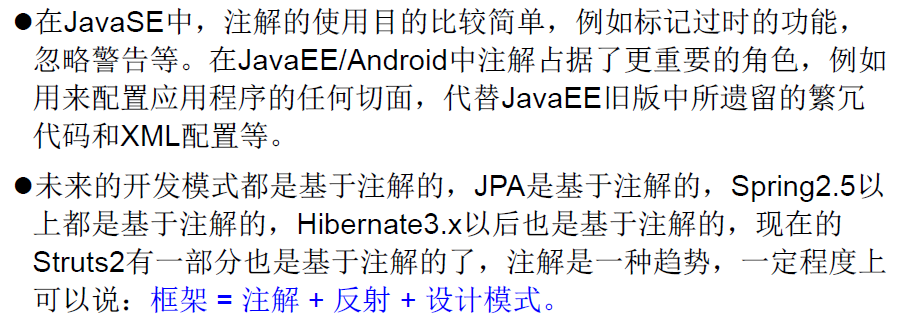 ●在JavaSE中，注解的使用目的比较简单，例如标记过时的功能，
忽略警告等。在JavaEE/Android中注解占据了更重要的角色，例如
用来配置应用程序的任何切面，代替JavaEE旧版中所遗留的繁冗
代码和XML配置等。
●未来的开发模式都是基于注解的，JPA是基于注解的，Spring2.5以
上都是基于注解的，Hibernate3.x以后也是基于注解的，现在的
Struts2有一部分也是基于注解的了，注解是一种趋势，一定程度上
可以说：框架 = 注解 + 反射 + 设计模式。